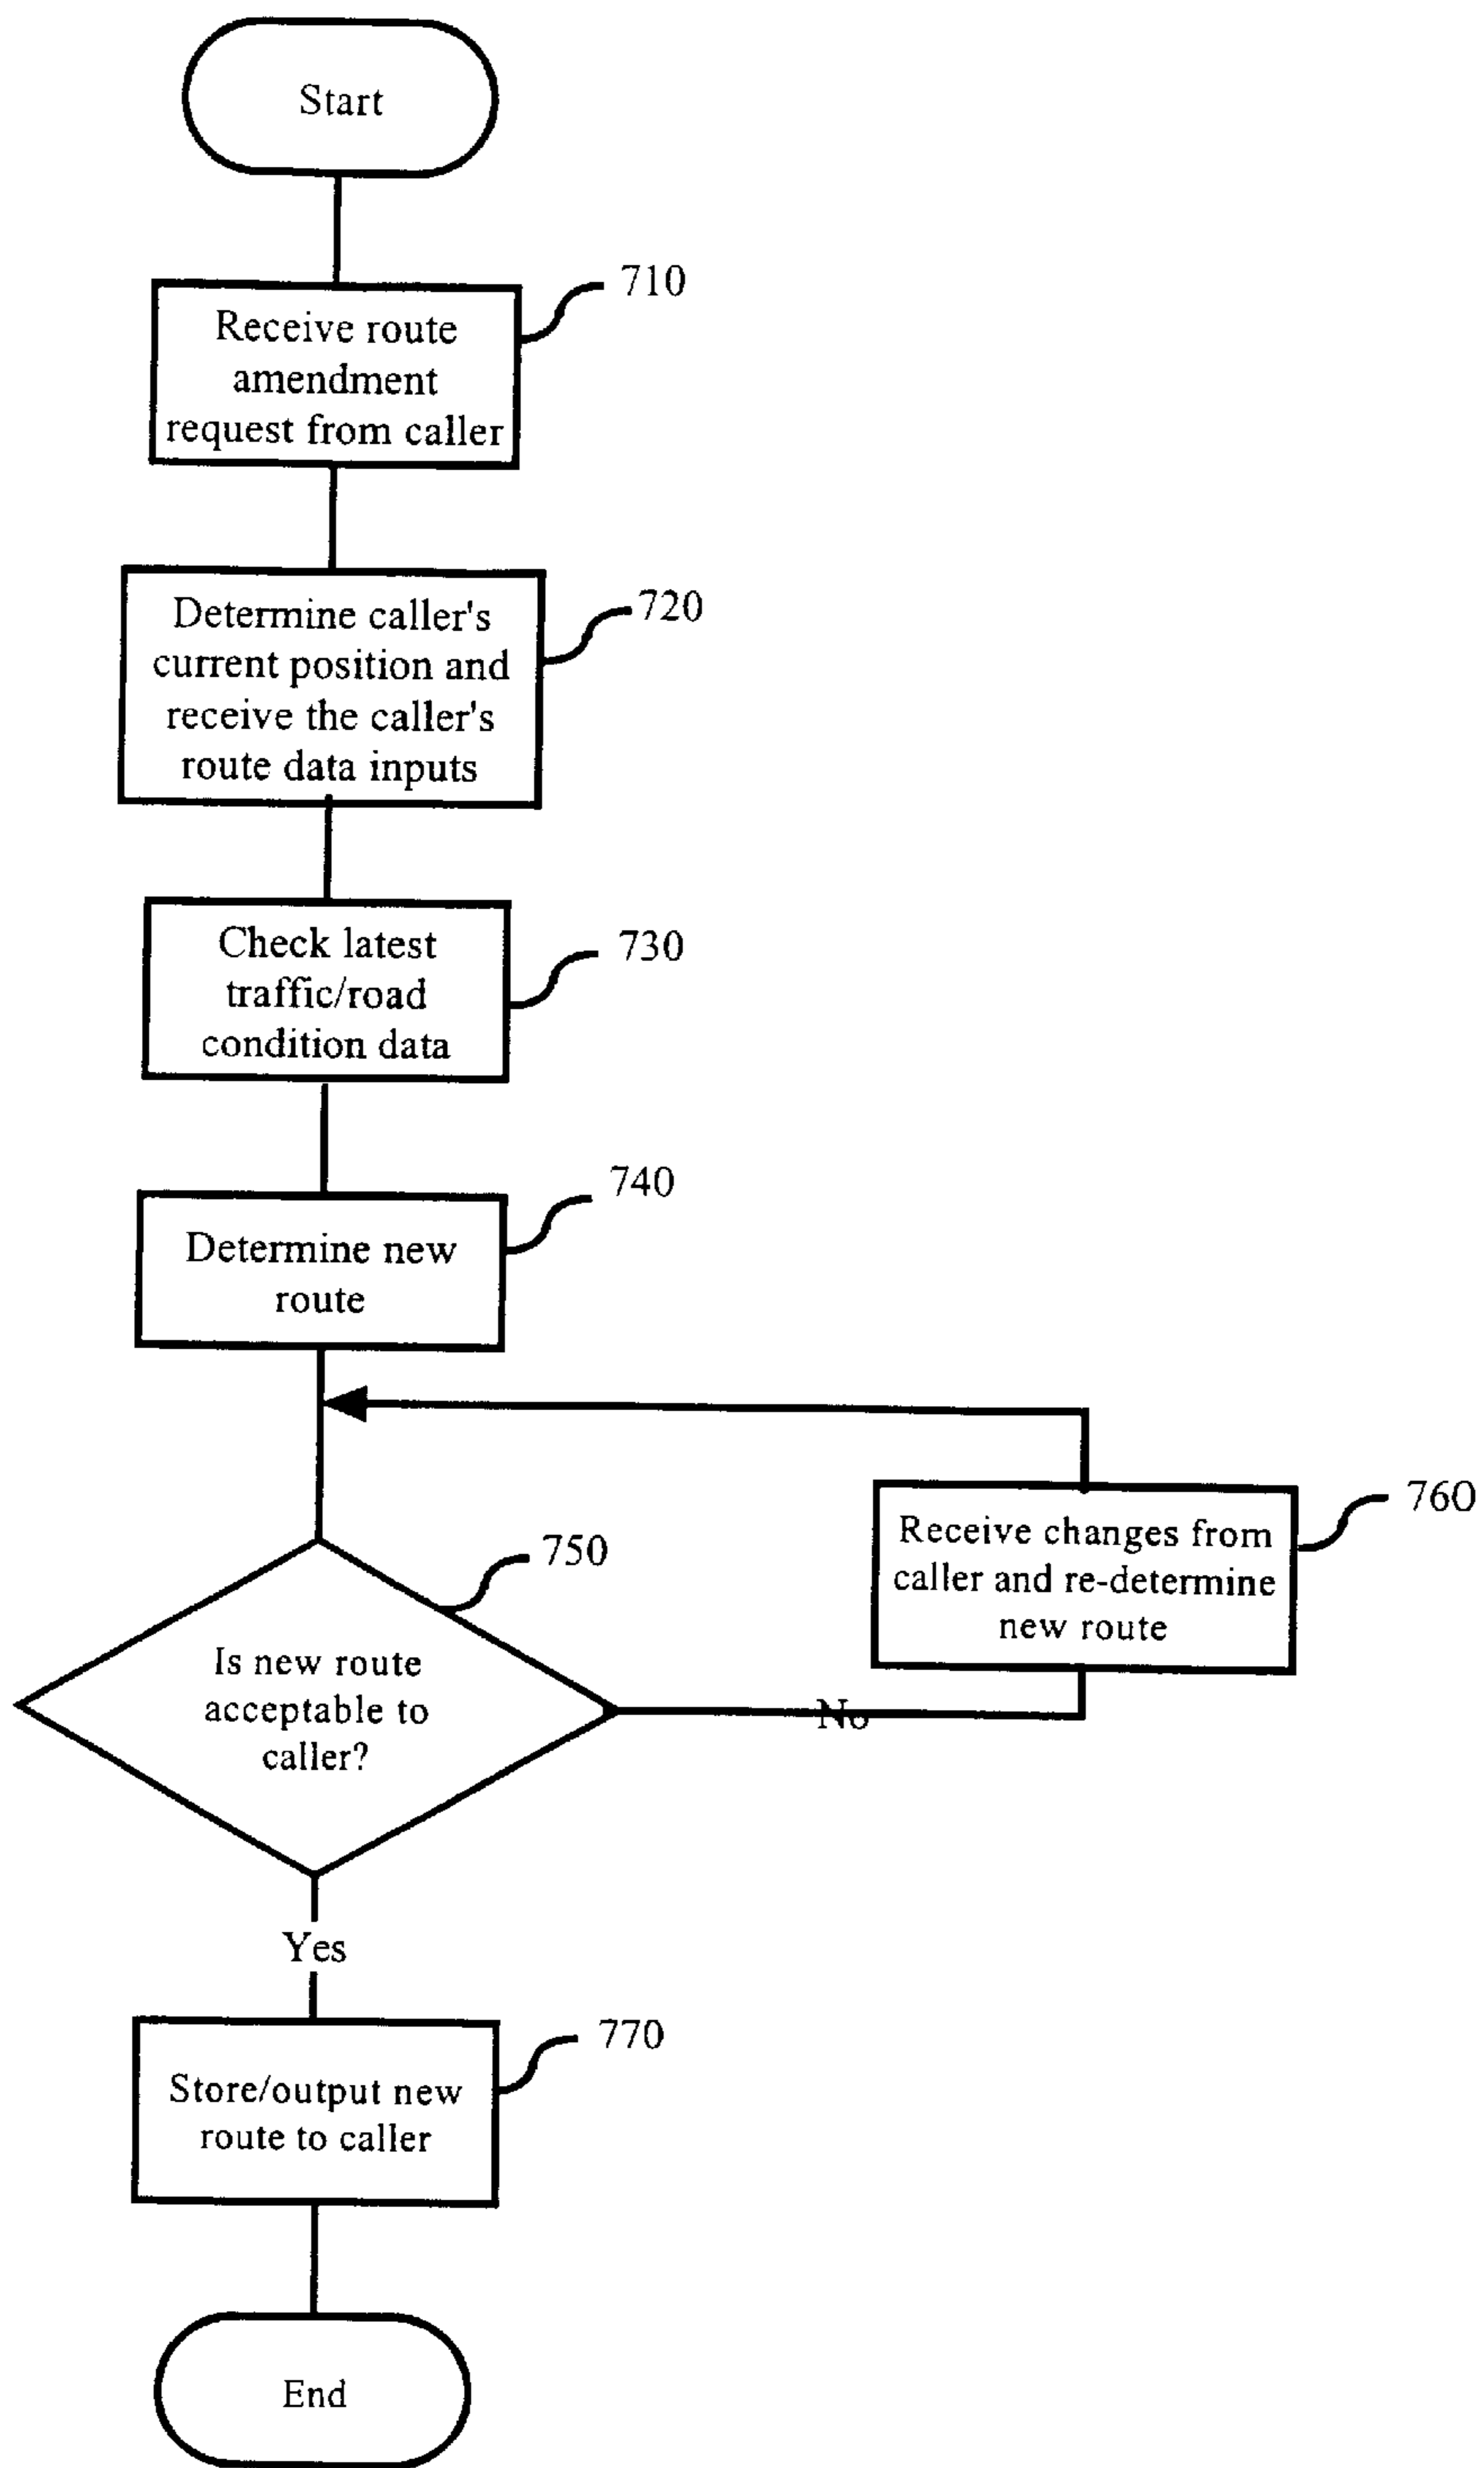 Start
710
Receive route
amendment
request from caller
720
Determine caller's
current position and
receive the caller's
route data inputs
730
Check latest
traffic/road
condition data
740
Determine new
route
750
Is new route
acceptable to
caller?
760
Receive changes from
caller and re-determine
new route
No
Yes
770
Store/output new
route to caller
End